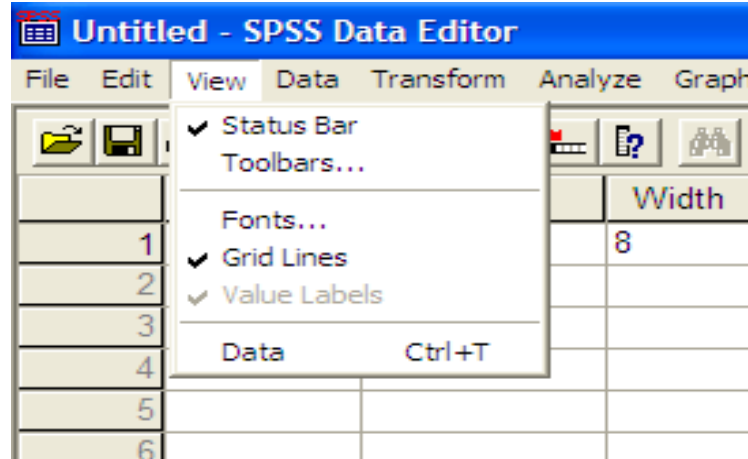 SPSS
Untitled - SPSS Data Editor
File Edit View Data Transform Analyze Graph
Status Bar
Toolbars...
Fonts...
Grid Lines
Value Labels
Data Ctrl+T
Width
1 8
2
3
4
5
6